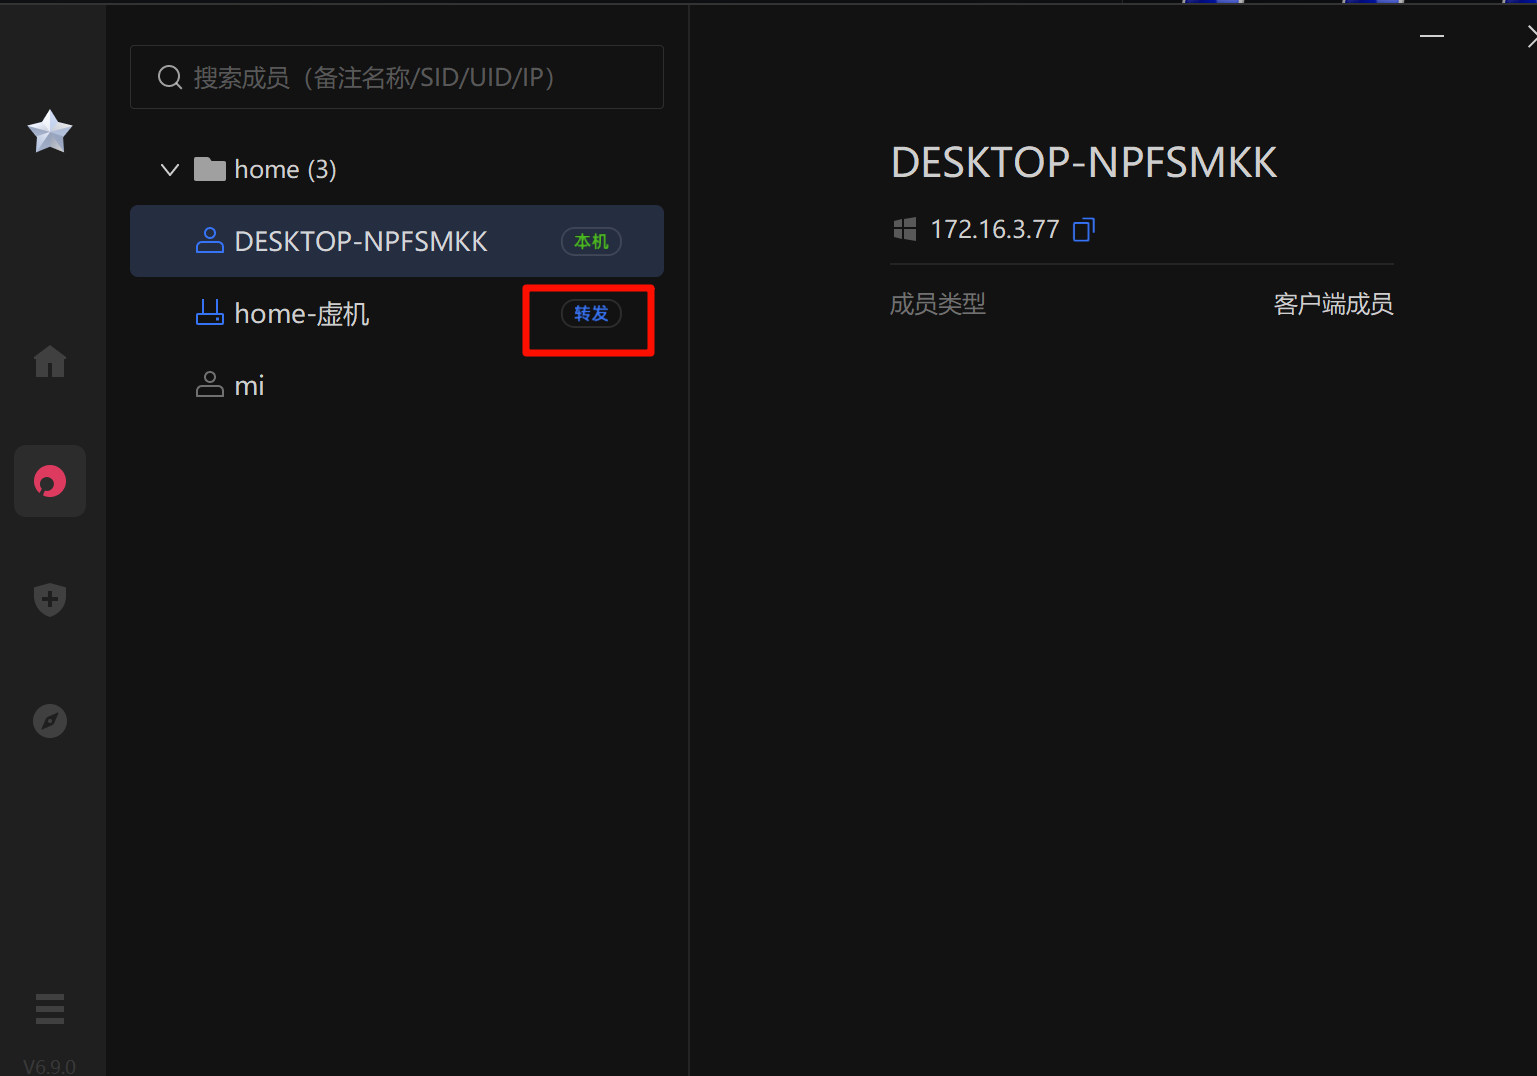 搜索成员（备注名称/SID/UID/IP）
home (3)
DESKTOP-NPFSMKK
本机
home-虚机
转发
mi
V6.9.0
DESKTOP-NPFSMKK
172.16.3.77
成员类型
客户端成员